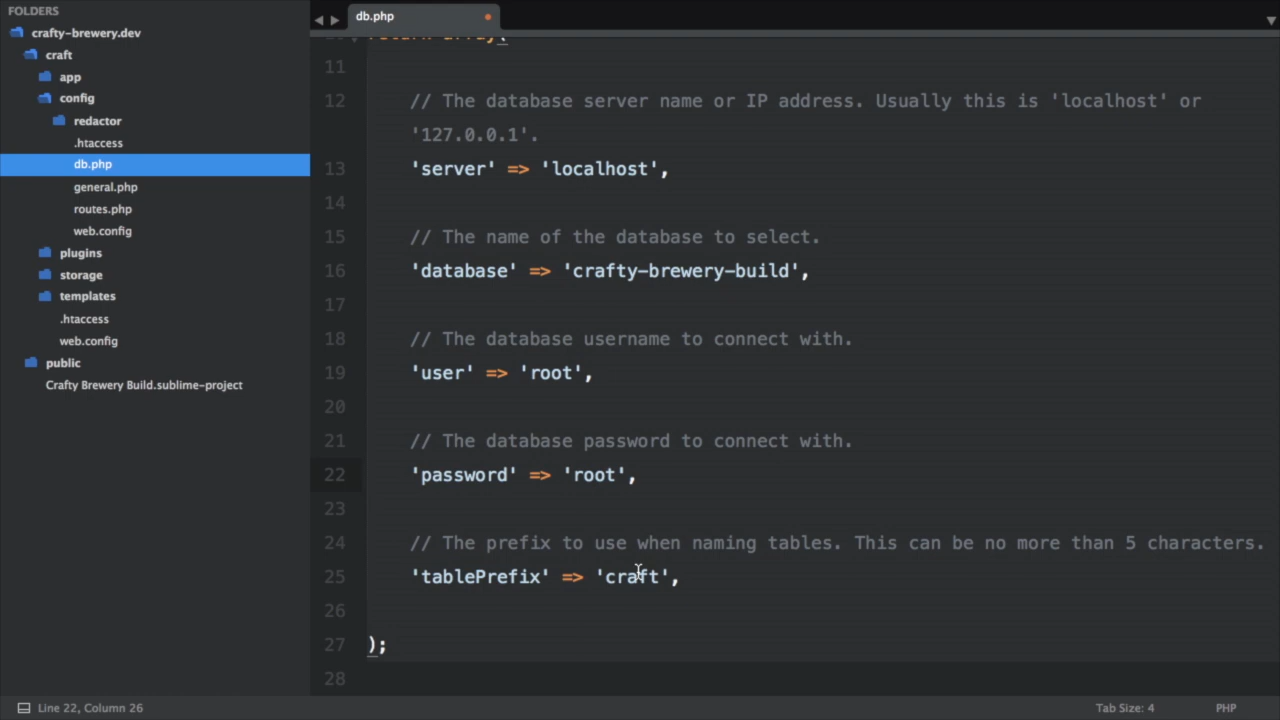 FOLDERS
crafty-brewery.dev
craft
app
config
redactor
.htaccess
db.php
general.php
routes.php
web.config
plugins
storage
templates
.htaccess
web.config
public
Crafty Brewery Build.sublime-project
db.php
return array(
11
12 // The database server name or IP address. Usually this is 'localhost' or
'127.0.0.1'.
13 'server' => 'localhost',
14
15 // The name of the database to select.
16 'database' => 'crafty-brewery-build',
17
18 // The database username to connect with.
19 'user' => 'root',
20
21 // The database password to connect with.
22 'password' => 'root',
23
24 // The prefix to use when naming tables. This can be no more than 5 characters.
25 'tablePrefix' => 'craft',
26
27 );
28
Line 22, Column 26
Tab Size: 4
PHP